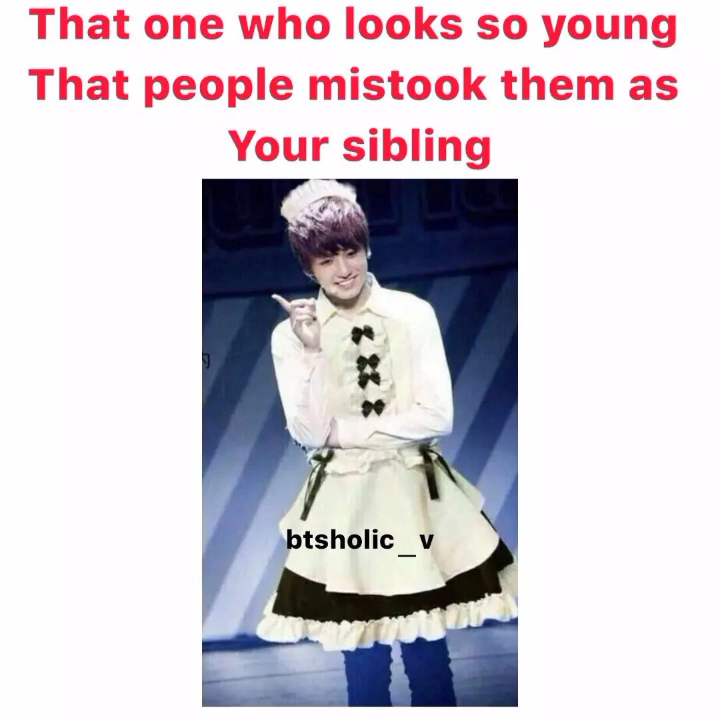 That one who looks so young
That people mistook them as
Your sibling
btsholic_v